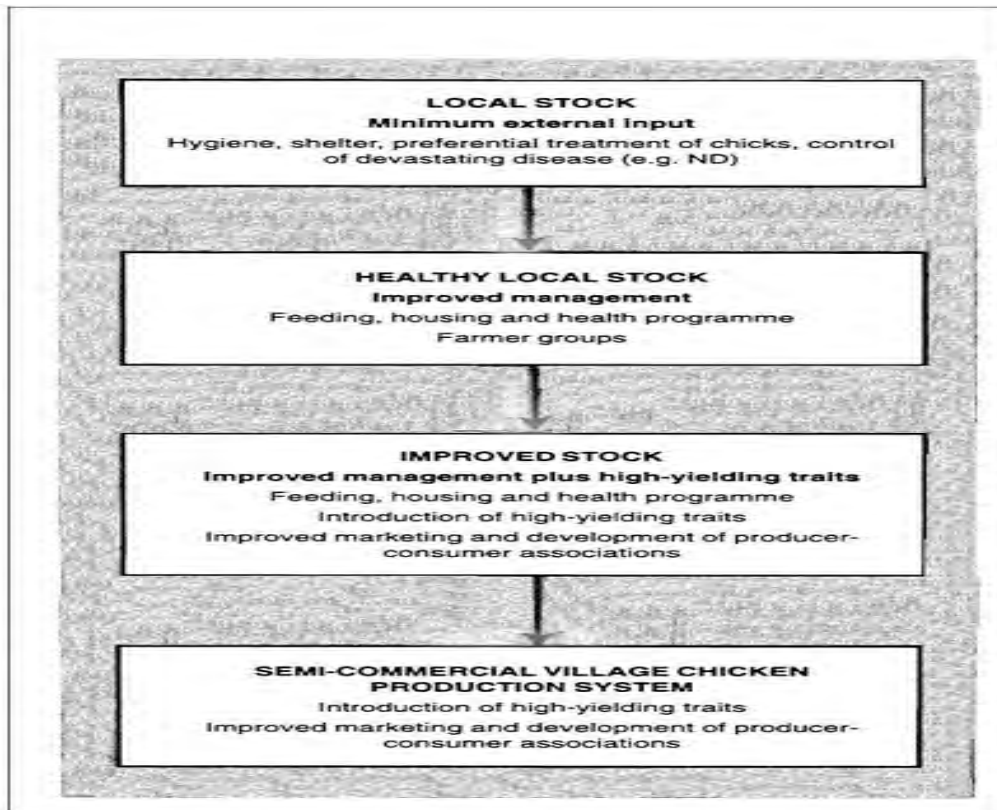 LOCAL STOCK
Minimum external input
Hygiene, shelter, preferential treatment of chicks, control
of devastating disease (e.g. ND)
HEALTHY LOCAL STOCK
Improved management
Feeding, housing and health programme
Farmer groups
IMPROVED STOCK
Improved management plus high-yielding traits
Feeding, housing and health programme
Introduction of high-yielding traits
Improved marketing and development of producer-
consumer associations
SEMI-COMMERCIAL VILLAGE CHICKEN
PRODUCTION SYSTEM
Introduction of high-yielding traits
Improved marketing and development of producer-
consumer associations